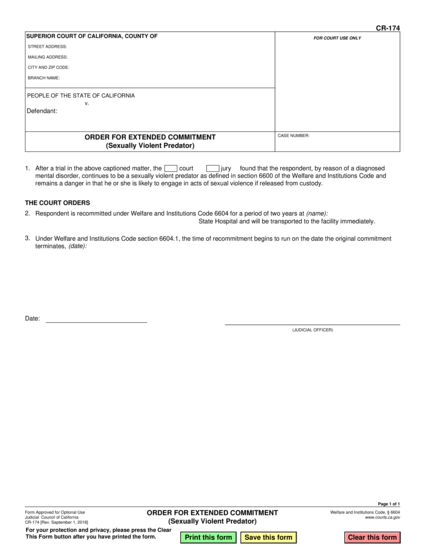 CR-174
SUPERIOR COURT OF CALIFORNIA, COUNTY OF
FOR COURT USE ONLY
STREET ADDRESS:
MAILING ADDRESS:
CITY AND ZIP CODE:
BRANCH NAME:
PEOPLE OF THE STATE OF CALIFORNIA
v.
Defendant:
ORDER FOR EXTENDED COMMITMENT
(Sexually Violent Predator)
CASE NUMBER:
1. After a trial in the above captioned matter, the court jury found that the respondent, by reason of a diagnosed
mental disorder, continues to be a sexually violent predator as defined in section 6600 of the Welfare and Institutions Code and
remains a danger in that he or she is likely to engage in acts of sexual violence if released from custody.
THE COURT ORDERS
2. Respondent is recommitted under Welfare and Institutions Code 6604 for a period of two years at (name):
State Hospital and will be transported to the facility immediately.
3. Under Welfare and Institutions Code section 6604.1, the time of recommitment begins to run on the date the original commitment
terminates, (date):
Date:
(JUDICIAL OFFICER)
Page 1 of 1
Form Approved for Optional Use
Judicial Council of California
CR-174 [Rev. September 1, 2018]
ORDER FOR EXTENDED COMMITMENT
(Sexually Violent Predator)
Welfare and Institutions Code, § 6604
www.courts.ca.gov
For your protection and privacy, please press the Clear
This Form button after you have printed the form.
Print this form
Save this form
Clear this form